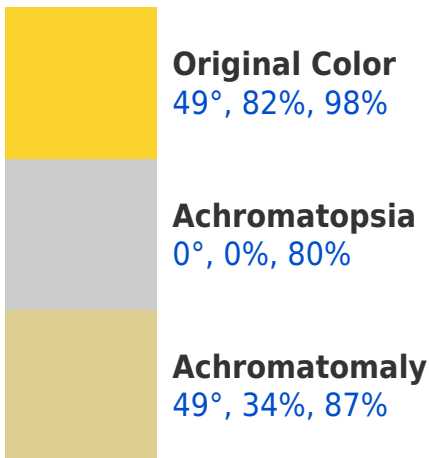 Original Color
49°, 82%, 98%
Achromatopsia
0°, 0%, 80%
Achromatomaly
49°, 34%, 87%